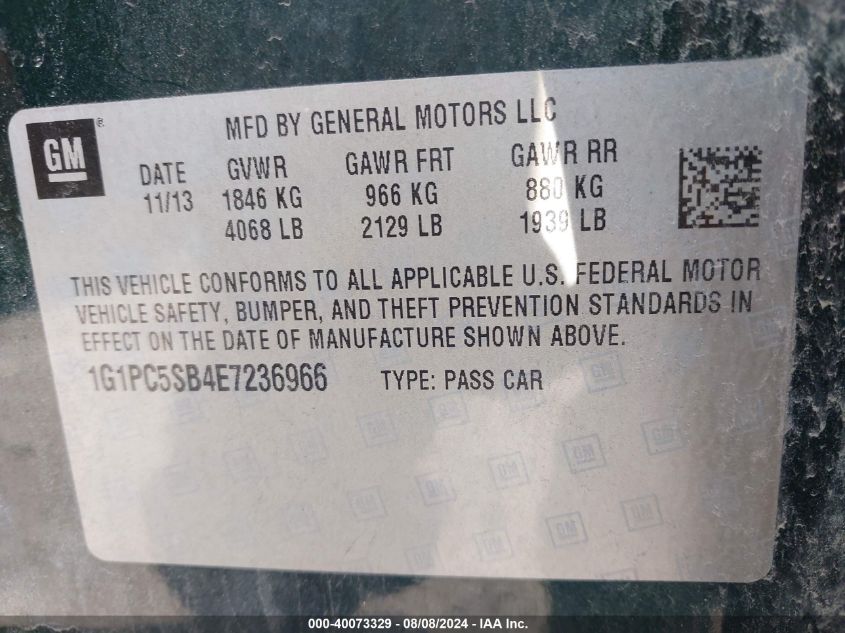 GM
®
MFD BY GENERAL MOTORS LLC
DATE GVWR GAWR FRT GAWR RR
11/13 1846 KG 966 KG 880 KG
4068 LB 2129 LB 1939 LB
THIS VEHICLE CONFORMS TO ALL APPLICABLE U.S. FEDERAL MOTOR
VEHICLE SAFETY, BUMPER, AND THEFT PREVENTION STANDARDS IN
EFFECT ON THE DATE OF MANUFACTURE SHOWN ABOVE.
1G1PC5SB4E7236966 TYPE: PASS CAR
000-40073329 - 08/08/2024 - IAA Inc.